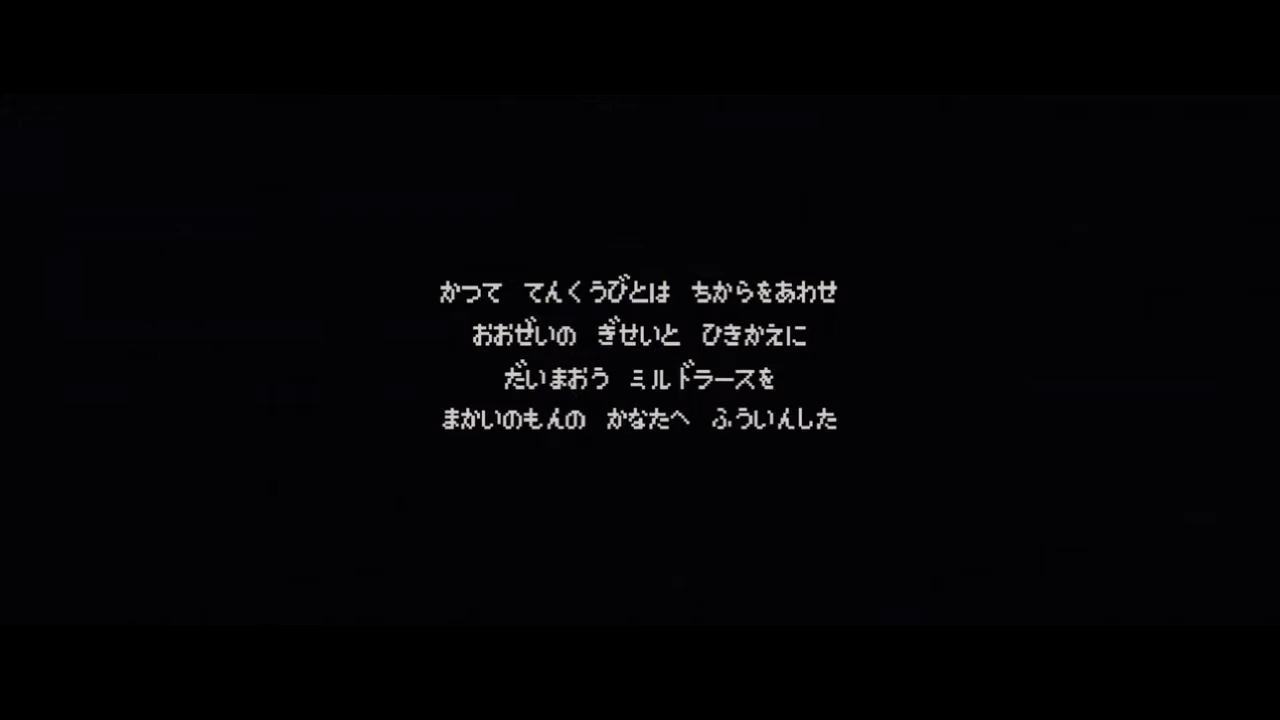 かつて　てんくうびとは　ちからをあわせ
おおぜいの　ぎせいと　ひきかえに
だいまおう　ミルドラースを
まかいのもんの　かなたへ　ふういんした